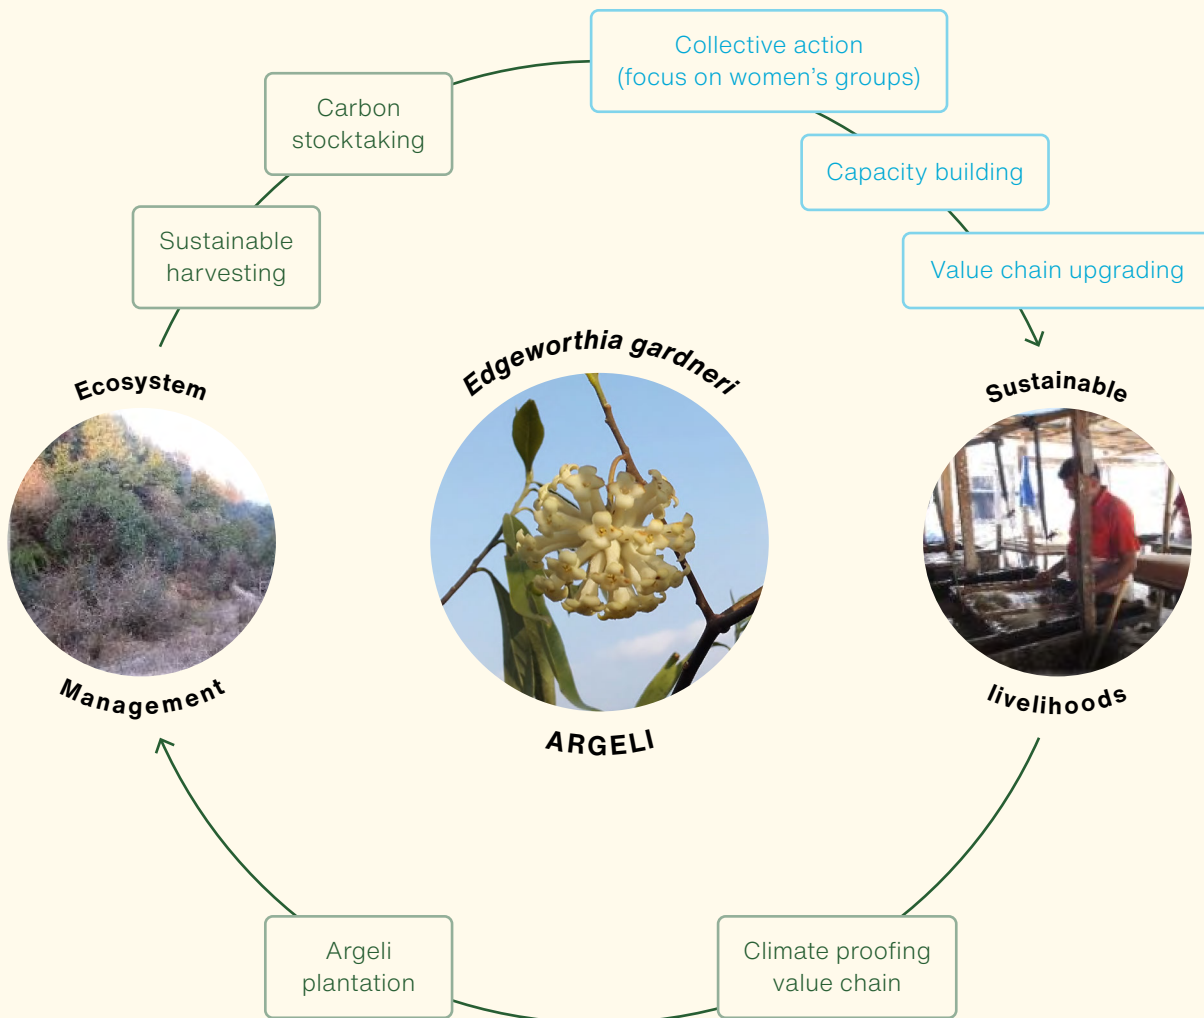 Collective action
(focus on women's groups)
Carbon
stocktaking
Capacity building
Sustainable
harvesting
Value chain upgrading
Edgeworthia gardneri
Ecosystem
Sustainable
Management
livelihoods
ARGELI
Argeli
plantation
Climate proofing
value chain